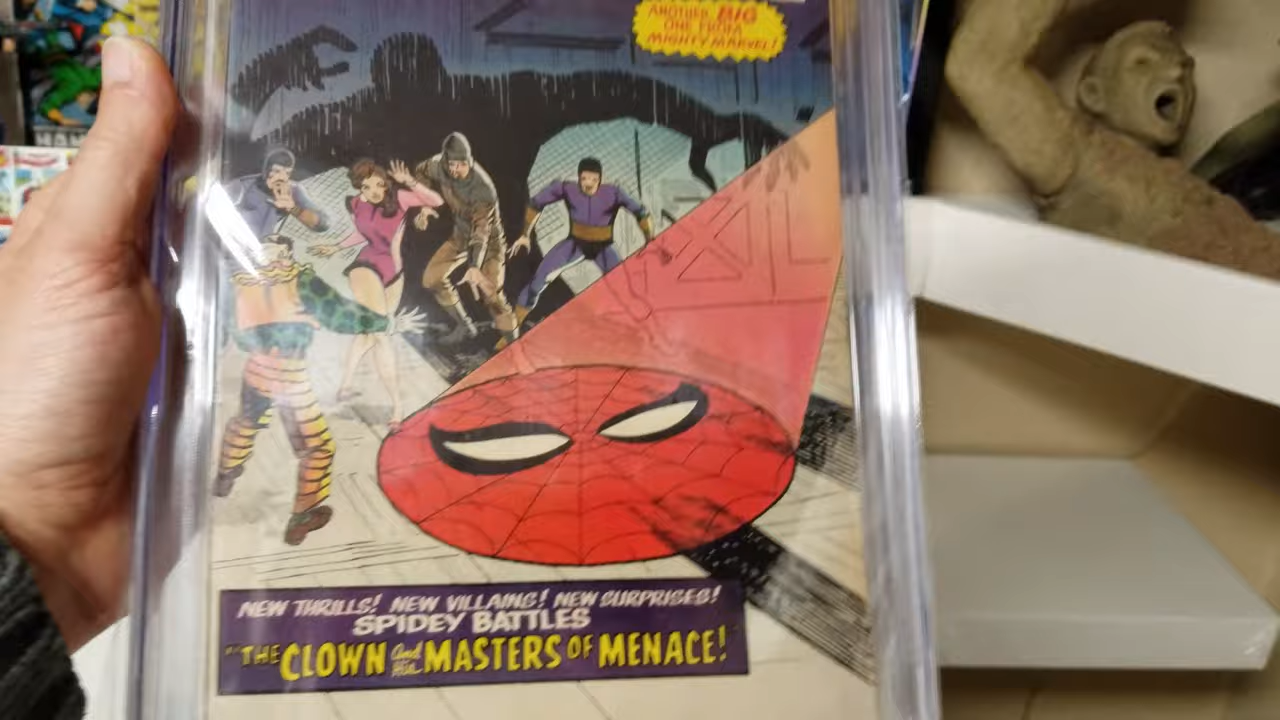 ANOTHER BIG
ONE FROM
MIGHTY MARVEL!
NEW THRILLS! NEW VILLAINS! NEW SURPRISES!
SPIDEY BATTLES
"THE CLOWN and His MASTERS OF MENACE!"